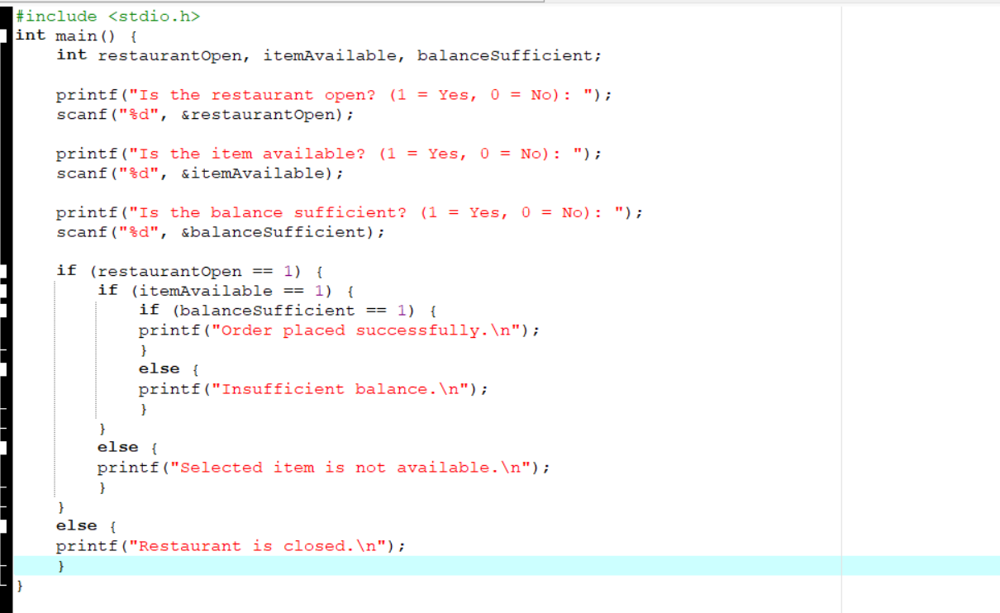 #include <stdio.h>
int main() {
    int restaurantOpen, itemAvailable, balanceSufficient;

    printf("Is the restaurant open? (1 = Yes, 0 = No): ");
    scanf("%d", &restaurantOpen);

    printf("Is the item available? (1 = Yes, 0 = No): ");
    scanf("%d", &itemAvailable);

    printf("Is the balance sufficient? (1 = Yes, 0 = No): ");
    scanf("%d", &balanceSufficient);

    if (restaurantOpen == 1) {
        if (itemAvailable == 1) {
            if (balanceSufficient == 1) {
            printf("Order placed successfully.\n");
            }
            else {
            printf("Insufficient balance.\n");
            }
        }
        else {
        printf("Selected item is not available.\n");
        }
    }
    else {
    printf("Restaurant is closed.\n");
    }
}